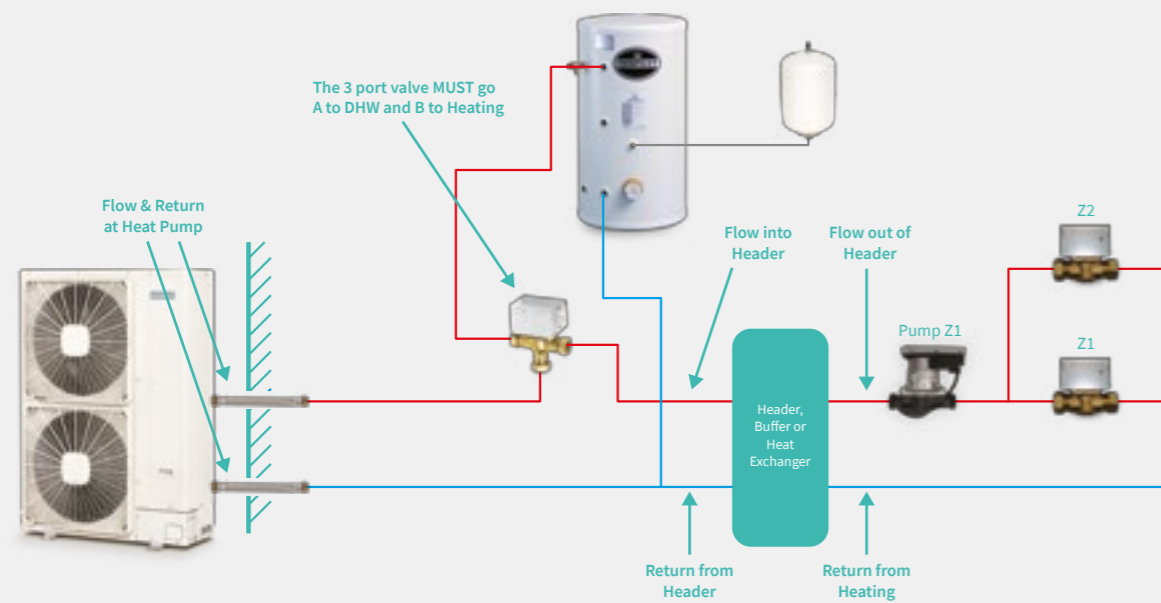 The 3 port valve MUST go
A to DHW and B to Heating
Flow & Return
at Heat Pump
Flow into
Header
Flow out of
Header
Z2
Pump Z1
Z1
Header,
Buffer or
Heat
Exchanger
Return from
Header
Return from
Heating